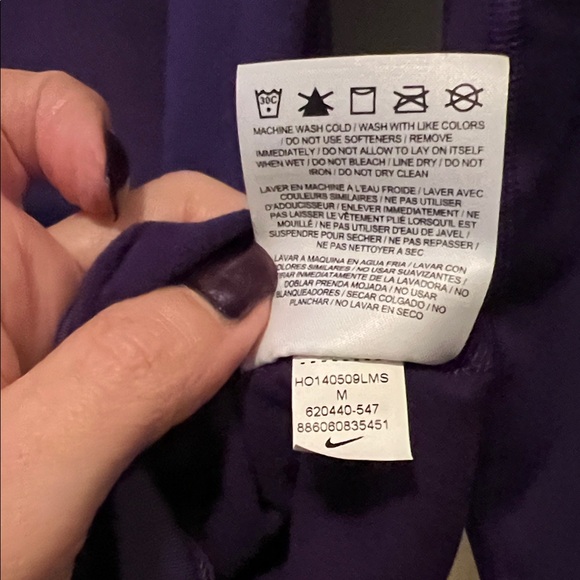 30C
MACHINE WASH COLD / WASH WITH LIKE COLORS
/ DO NOT USE SOFTENERS / REMOVE
IMMEDIATELY / DO NOT ALLOW TO LAY ON ITSELF
WHEN WET / DO NOT BLEACH / LINE DRY / DO NOT
IRON / DO NOT DRY CLEAN
LAVER EN MACHINE A L'EAU FROIDE / LAVER AVEC
COULEURS SIMILAIRES / NE PAS UTILISER
D'ADOUCISSEUR / ENLEVER IMMEDIATEMENT / NE
PAS LAISSER LE VÊTEMENT PLIE LORSQU'IL EST
MOUILLÉ / NE PAS UTILISER D'EAU DE JAVEL /
SUSPENDRE POUR SECHER / NE PAS REPASSER /
NE PAS NETTOYER A SEC
LAVAR A MAQUINA EN AGUA FRIA / LAVAR CON
COLORES SIMILARES / NO USAR SUAVIZANTES /
IMMEDIATAMENTE DE LA LAVADORA / NO
DOBLAR PRENDA MOJADA / NO USAR
BLANQUEADORES / SECAR COLGADO / NO
PLANCHAR / NO LAVAR EN SECO
HO140509LMS
M
620440-547
886060835451